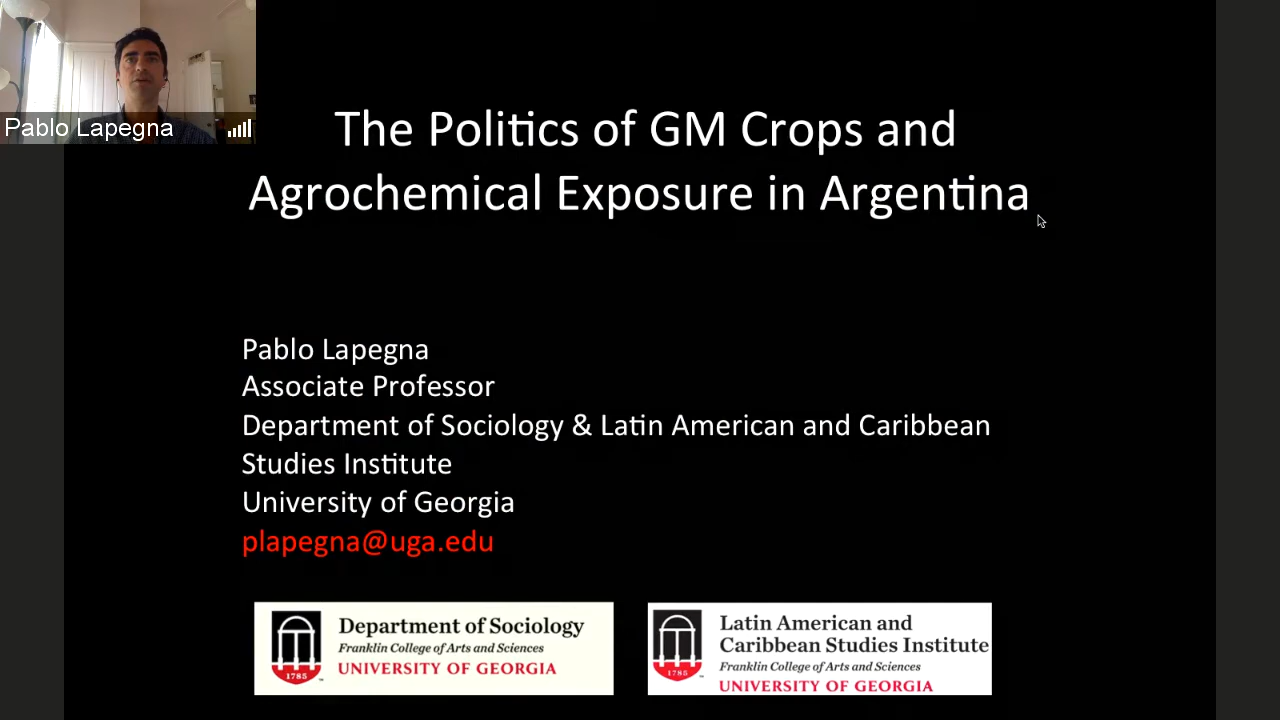 Pablo Lapegna
The Politics of GM Crops and
Agrochemical Exposure in Argentina
Pablo Lapegna
Associate Professor
Department of Sociology & Latin American and Caribbean
Studies Institute
University of Georgia
plapegna@uga.edu
1785
Department of Sociology
Franklin College of Arts and Sciences
UNIVERSITY OF GEORGIA
1785
Latin American and
Caribbean Studies Institute
Franklin College of Arts and Sciences
UNIVERSITY OF GEORGIA